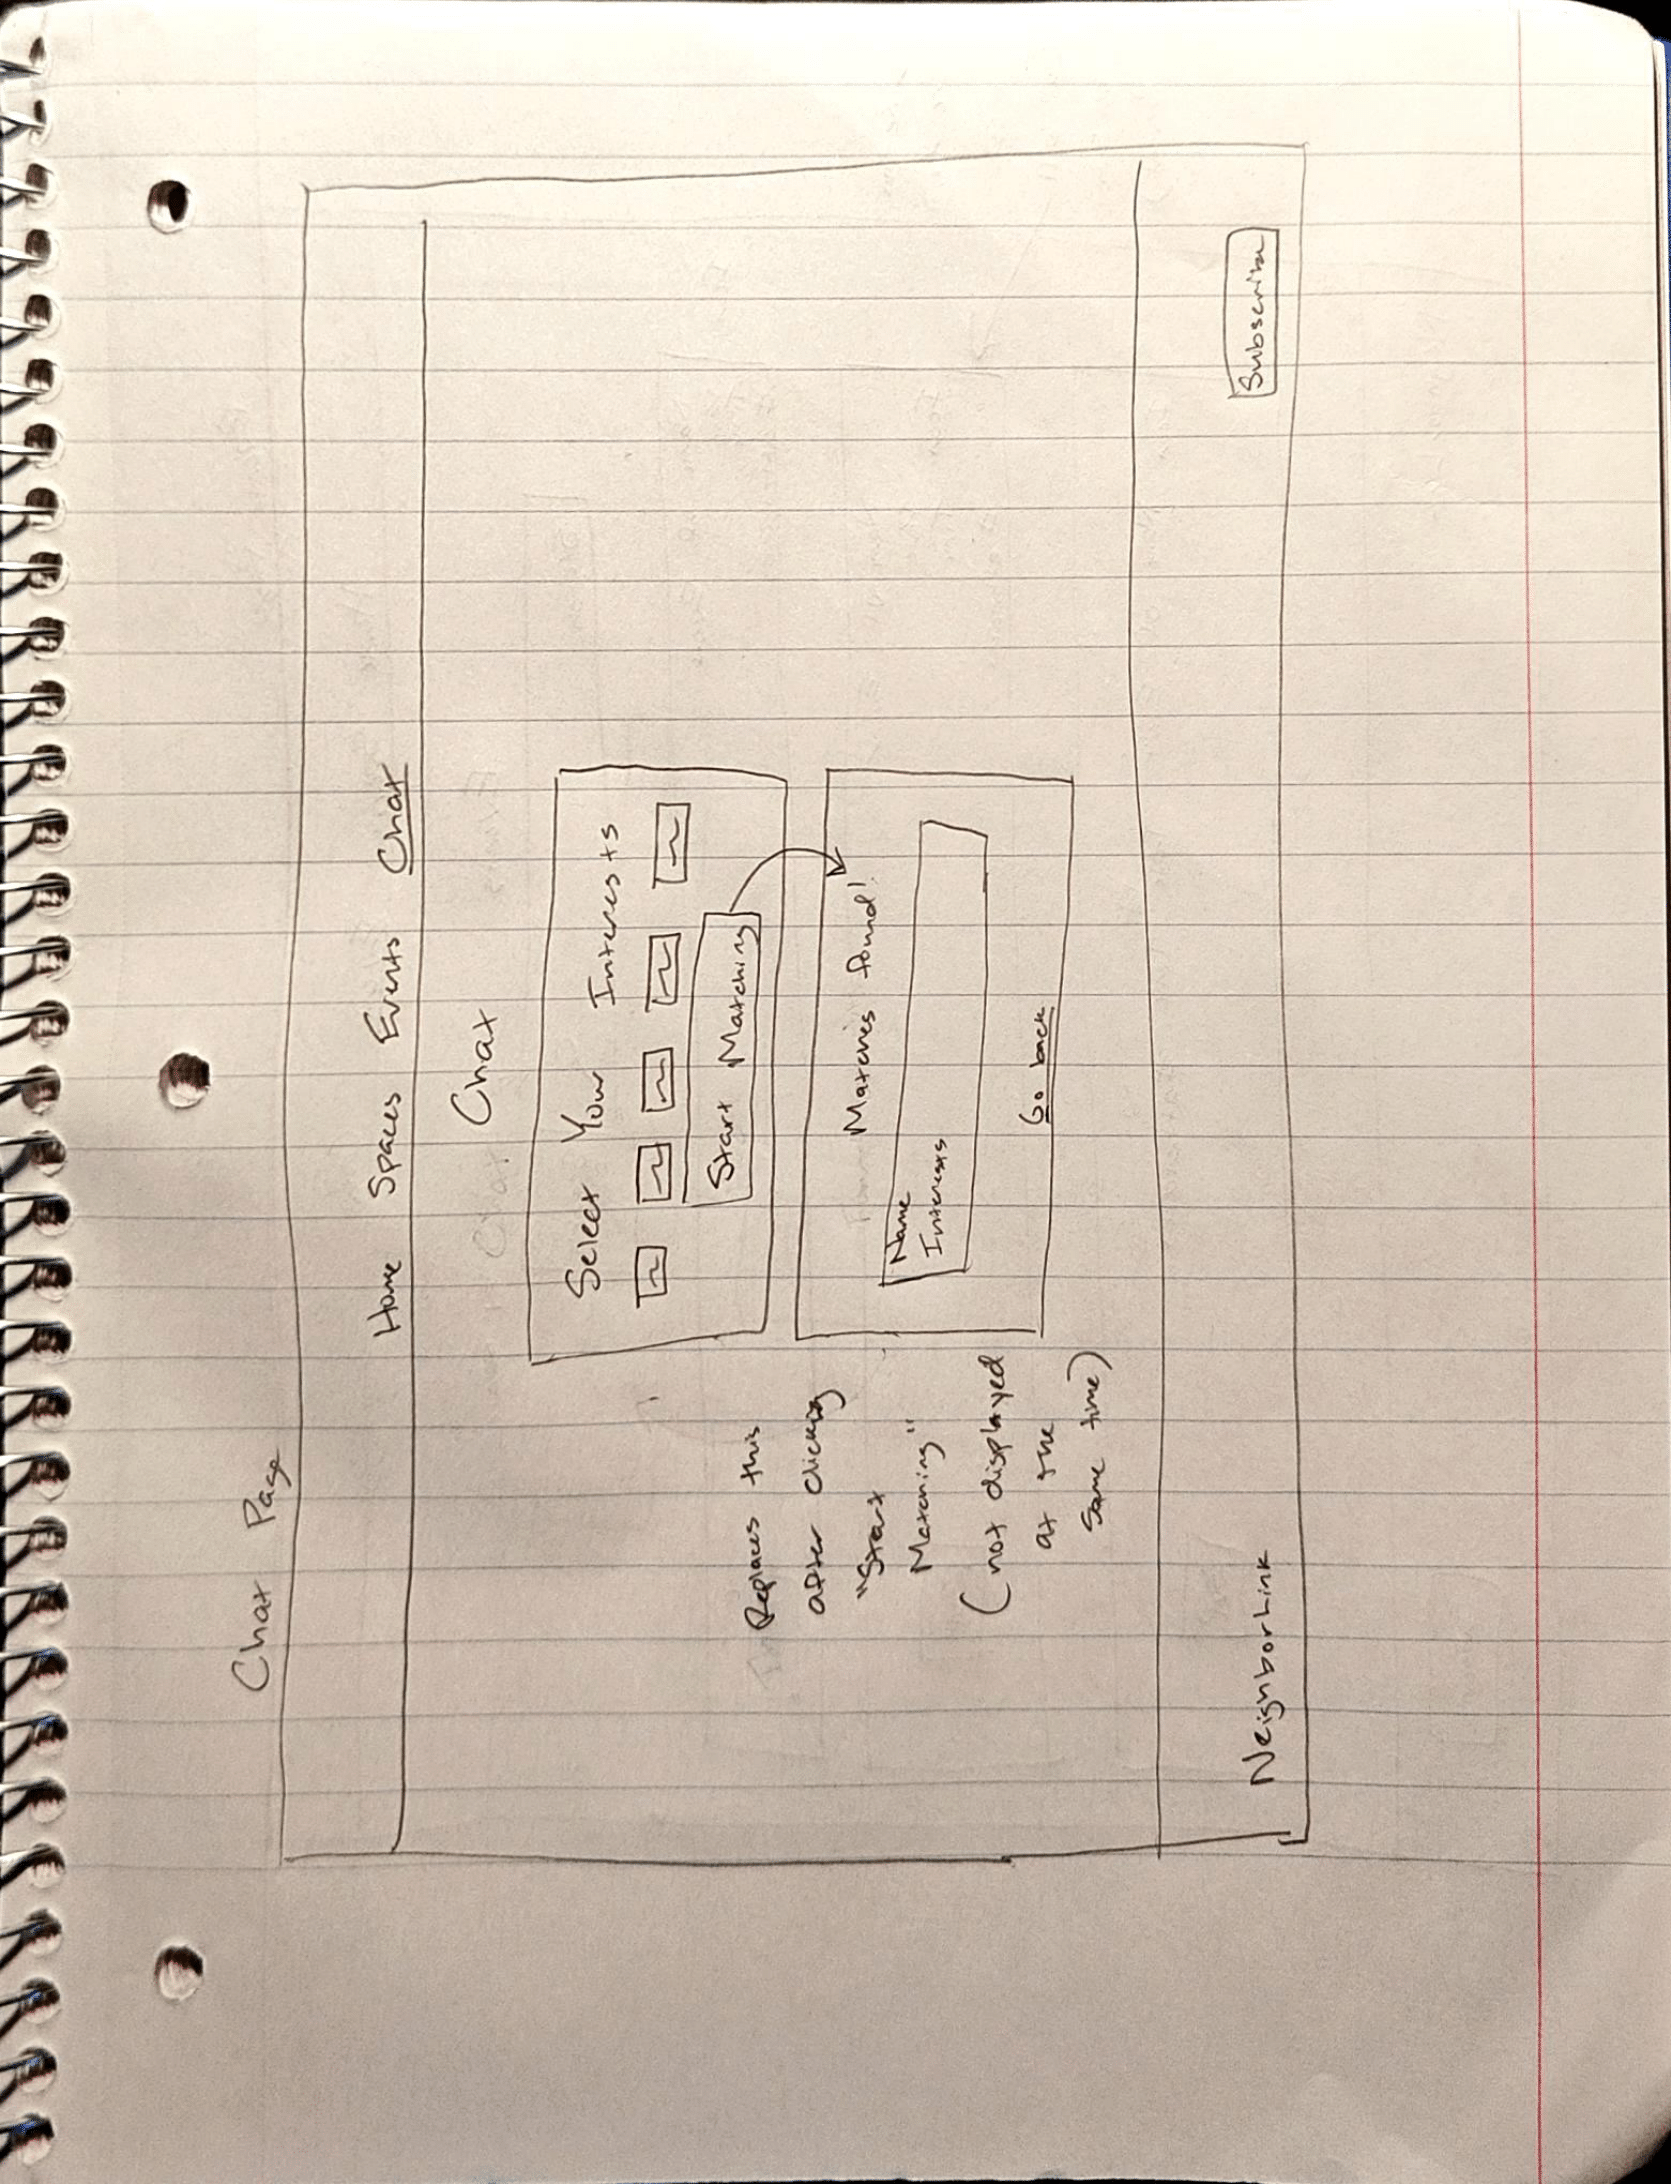 Chat Page
Home Spaces Events Chat
Chat
Select Your Interests
Start Matching
Replaces this
after clicking
"Start
Matching"
(not displayed
at the
same time)
Matches found!
Name
Interests
Go back
NeighborLink
Subscribe